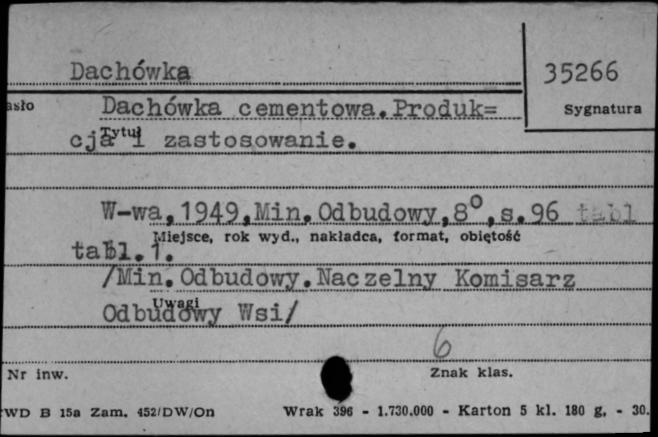 Dachówka
35266
asło
Dachówka cementowa.Produk=
Sygnatura
Tytuł
cja i zastosowanie.
W-wa,1949,Min.Odbudowy,8°,s.96 tabl
Miejsce, rok wyd., nakładca, format, objętość
tabl.1.
/Min.Odbudowy.Naczelny Komisarz
Uwagi
Odbudowy Wsi/
6
Nr inw.
Znak klas.
CWD B 15a Zam. 452/DW/On Wrak 396 - 1.730.000 - Karton 5 kl. 180 g. - 30.